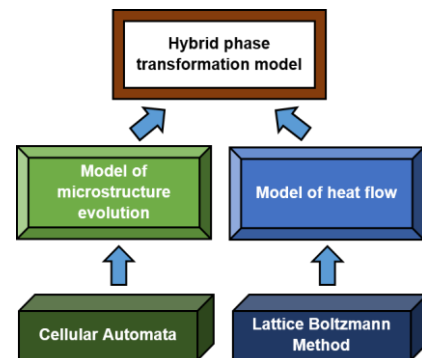 Hybrid phase
transformation model
Model of
microstructure
evolution
Model of heat flow
Cellular Automata
Lattice Boltzmann
Method